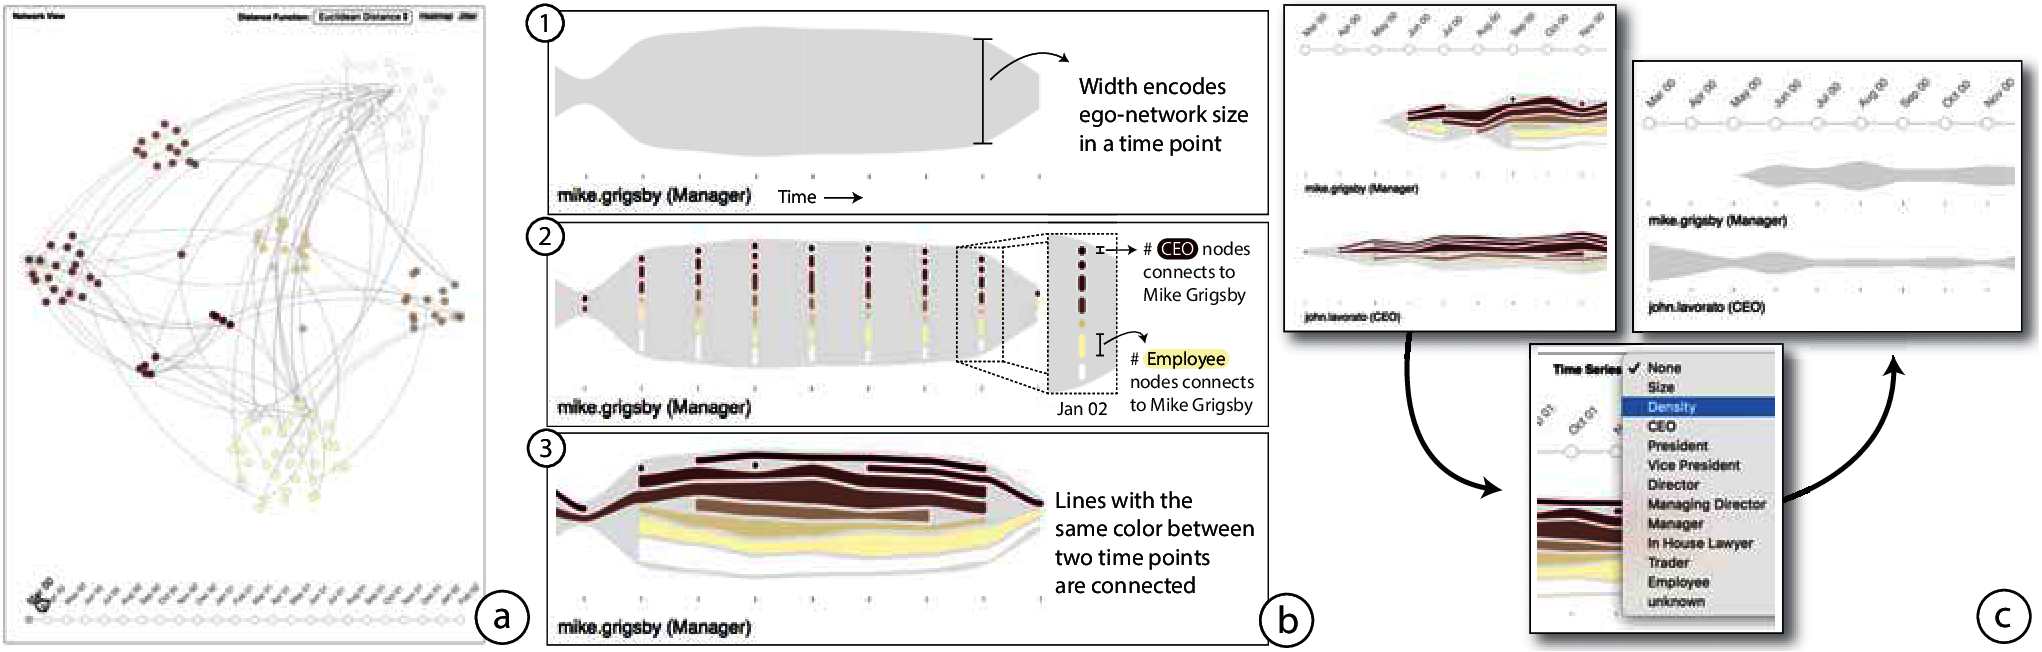 Network View
Distance Function: Euclidean Distance Heatmap Jitter
a
1
Width encodes
ego-network size
in a time point
mike.grigsby (Manager)
Time
2
# CEO nodes
connects to
Mike Grigsby
# Employee
nodes connects
to Mike Grigsby
Jan 02
mike.grigsby (Manager)
3
Lines with the
same color between
two time points
are connected
mike.grigsby (Manager)
b
Mar 00 Apr 00 May 00 Jun 00 Jul 00 Aug 00 Sep 00 Oct 00 Nov 00
mike.grigsby (Manager)
john.lavorato (CEO)
Mar 00 Apr 00 May 00 Jun 00 Jul 00 Aug 00 Sep 00 Oct 00 Nov 00
mike.grigsby (Manager)
john.lavorato (CEO)
Time Series
✓ None
Size
Density
CEO
President
Vice President
Director
Managing Director
Manager
In House Lawyer
Trader
Employee
unknown
Oct 01
c